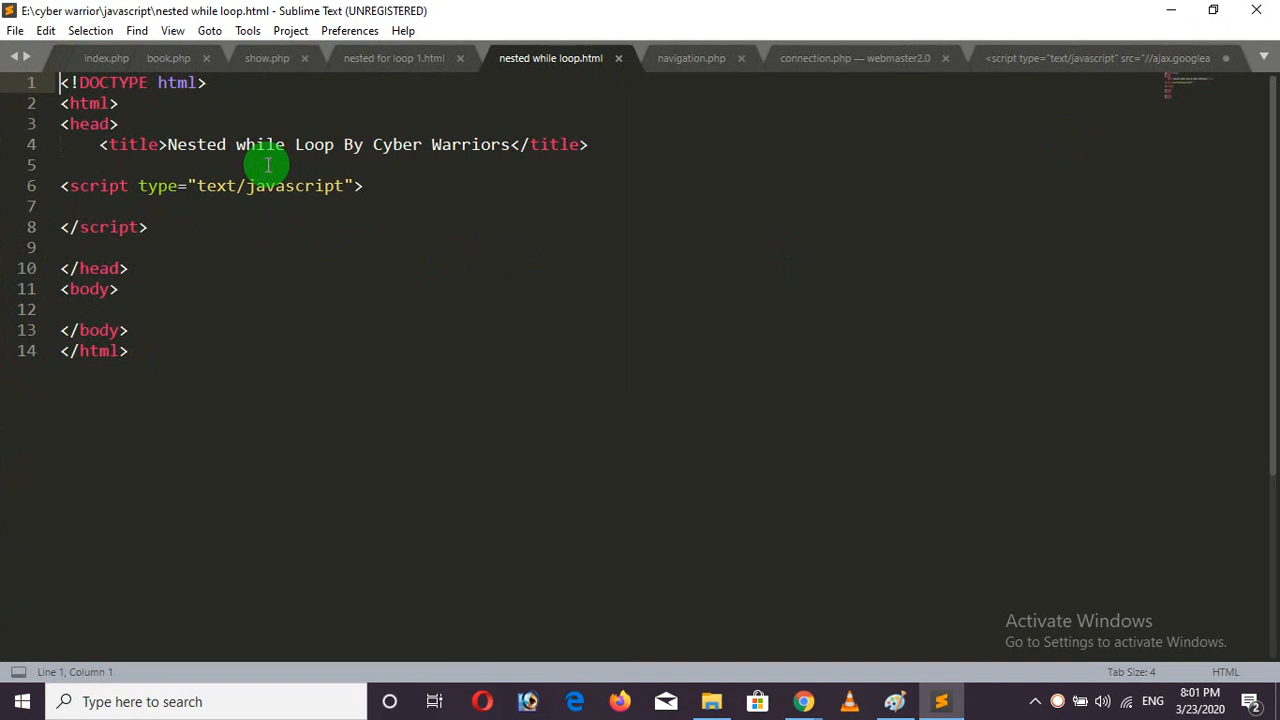 E:\cyber warrior\javascript\nested while loop.html - Sublime Text (UNREGISTERED)
File Edit Selection Find View Goto Tools Project Preferences Help
index.php book.php show.php nested for loop 1.html nested while loop.html navigation.php connection.php — webmaster2.0 <script type="text/javascript" src="//ajax.googlea
1 <!DOCTYPE html>
2 <html>
3 <head>
4 <title>Nested while Loop By Cyber Warriors</title>
5
6 <script type="text/javascript">
7
8 </script>
9
10 </head>
11 <body>
12
13 </body>
14 </html>
Activate Windows
Go to Settings to activate Windows.
Line 1, Column 1 Tab Size: 4 HTML
Type here to search ENG 8:01 PM
3/23/2020 2